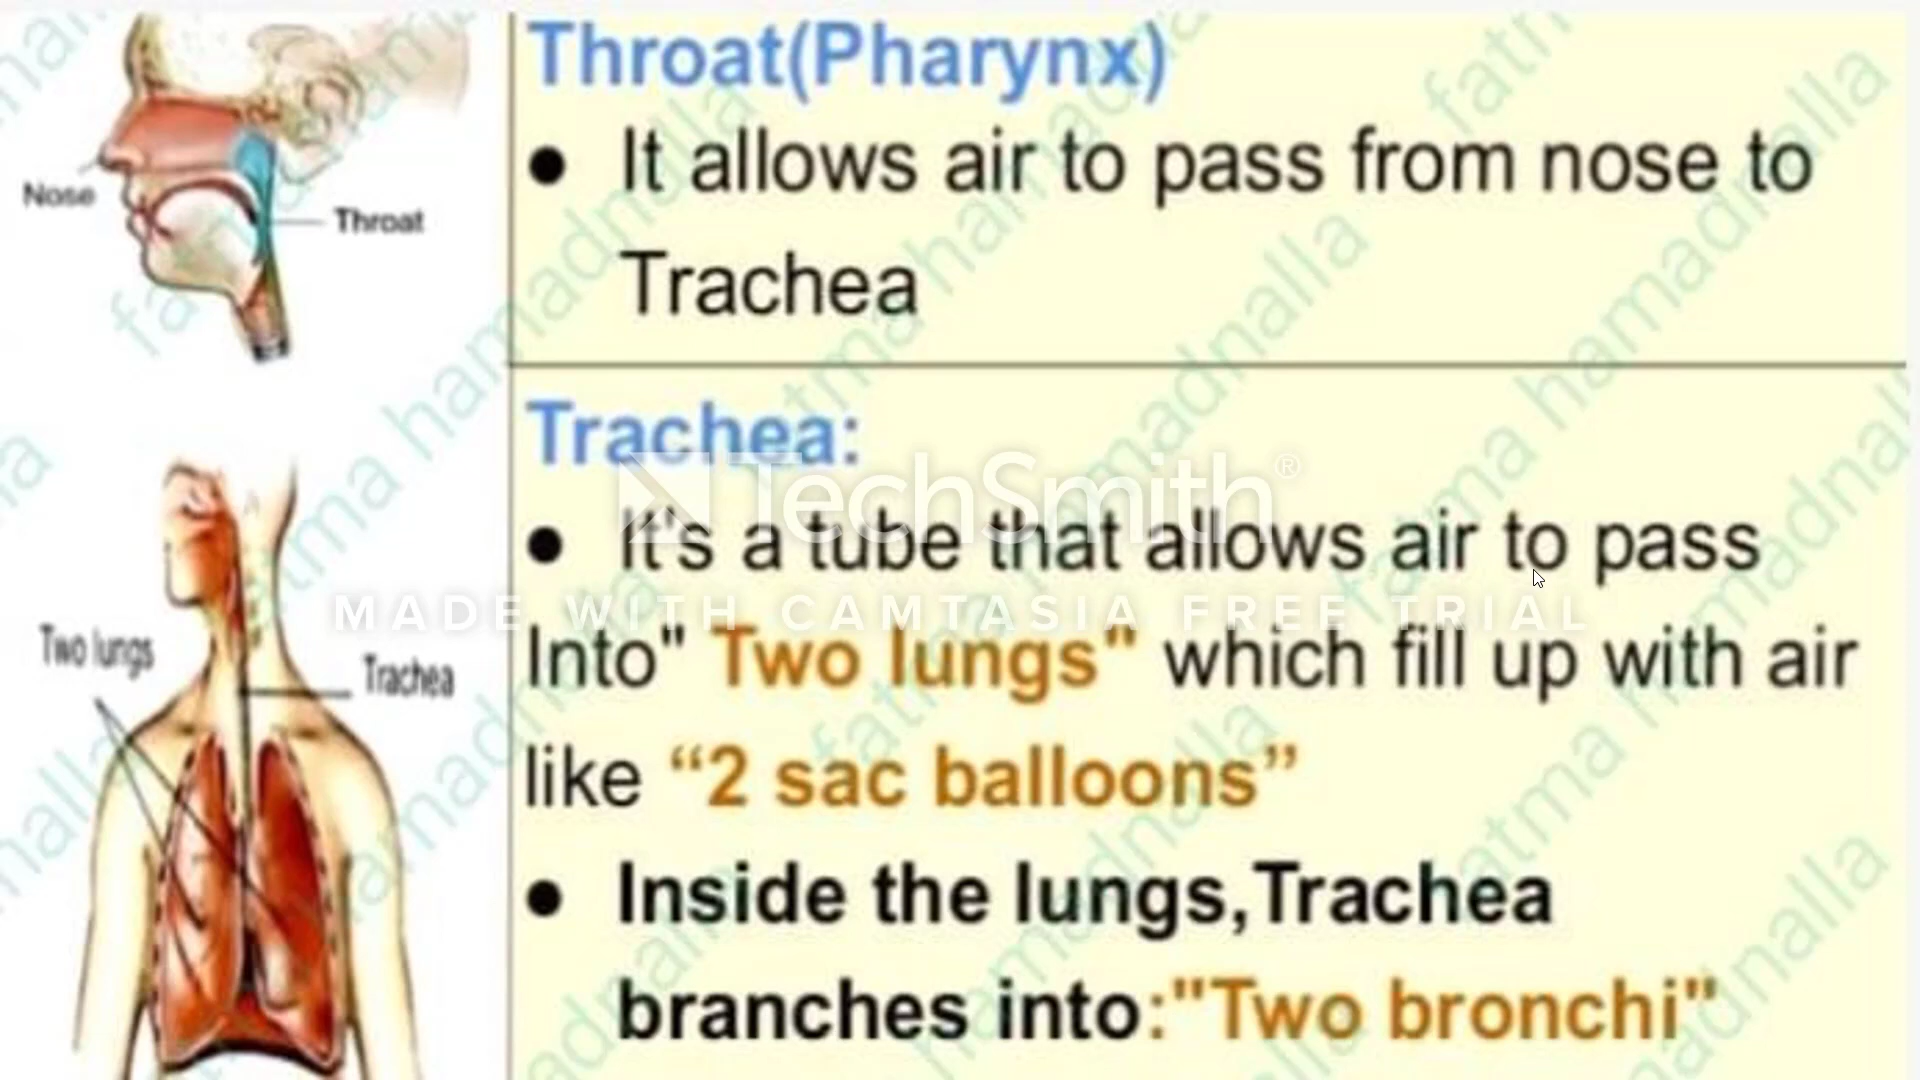 Throat(Pharynx)
● It allows air to pass from nose to
Trachea
Nose
Throat
Trachea:
● It's a tube that allows air to pass
Into" Two lungs" which fill up with air
like “2 sac balloons”
● Inside the lungs,Trachea
branches into:"Two bronchi"
Two lungs
Trachea
TechSmith®
MADE WITH CAMTASIA FREE TRIAL
fatma hamadnalla